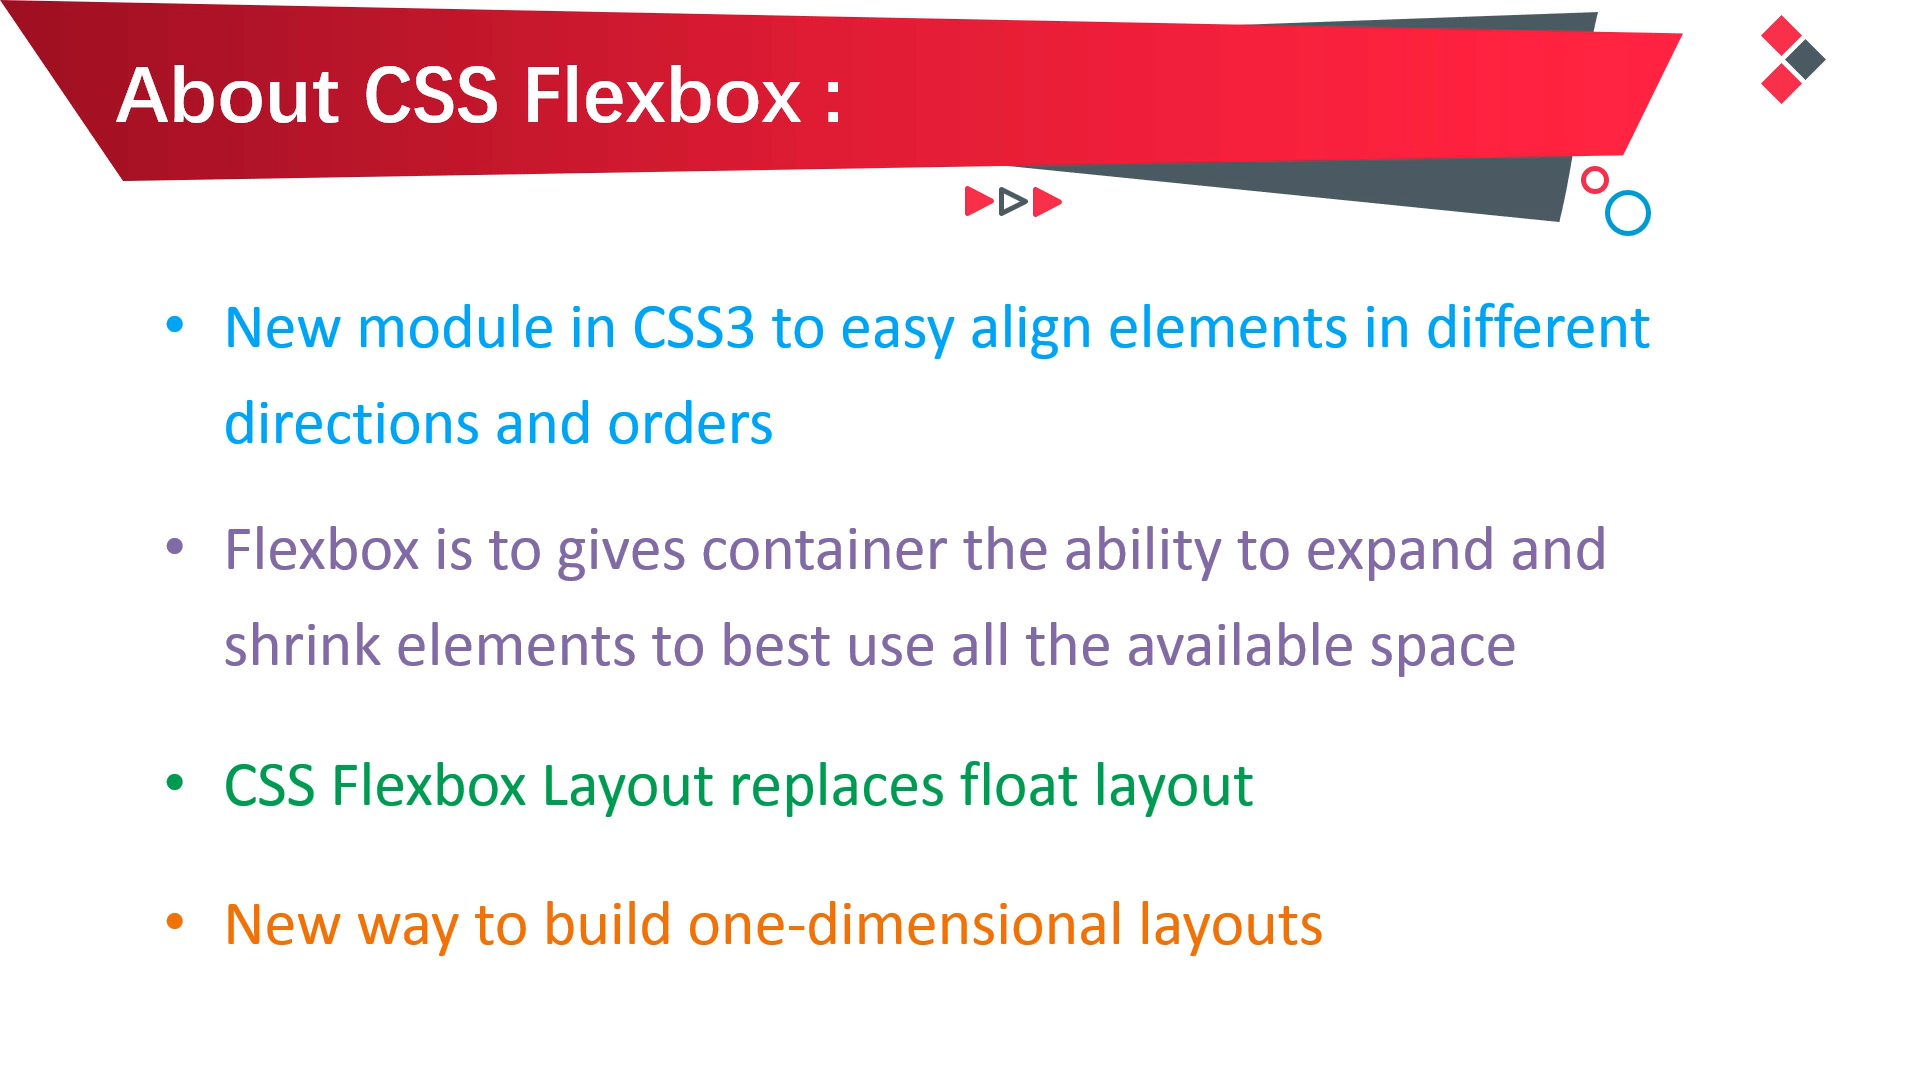 About CSS Flexbox :
• New module in CSS3 to easy align elements in different
directions and orders
• Flexbox is to gives container the ability to expand and
shrink elements to best use all the available space
• CSS Flexbox Layout replaces float layout
• New way to build one-dimensional layouts